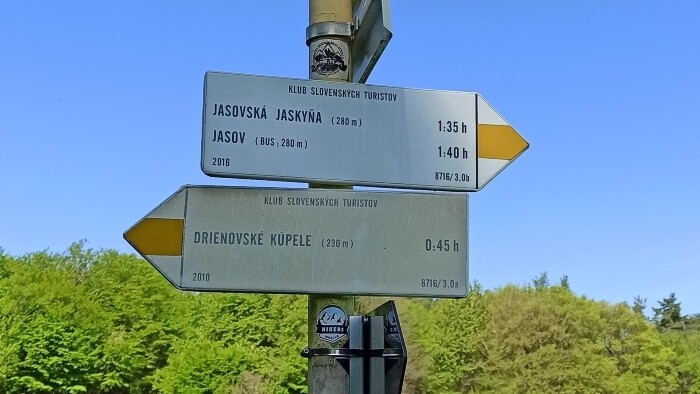 KLUB SLOVENSKÝCH TURISTOV
JASOVSKÁ JASKYŇA (280 m) 1:35 h
JASOV (BUS; 280 m) 1:40 h
2016 8716/3,0b
KLUB SLOVENSKÝCH TURISTOV
DRIENOVSKÉ KÚPELE (230 m) 0:45 h
2010 8716/3,0a
HIKERI